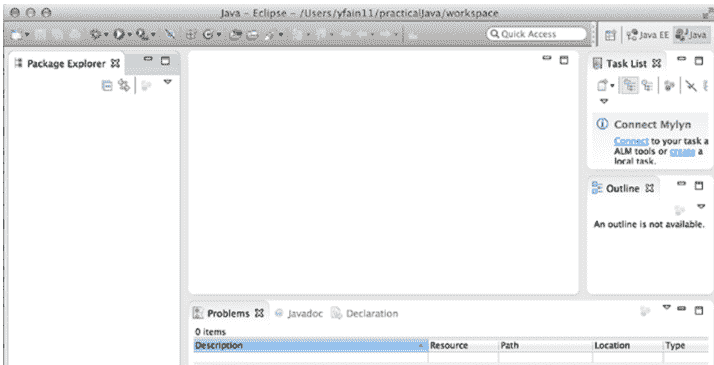 Java - Eclipse - /Users/yfain11/practicalJava/workspace
Quick Access
Java EE
Java
Package Explorer
Task List
Connect Mylyn
Connect to your task a
ALM tools or create a
local task.
Outline
An outline is not available.
Problems
Javadoc
Declaration
0 items
Description Resource Path Location Type